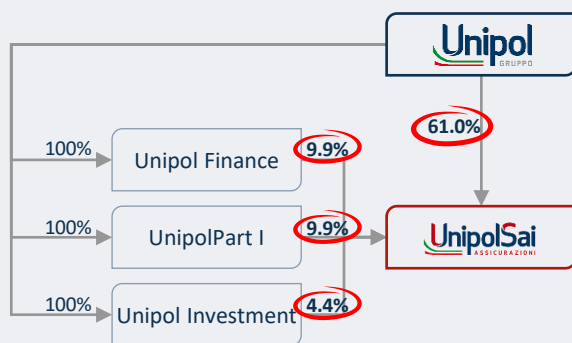 Unipol
GRUPPO
61.0%
100%
Unipol Finance
9.9%
100%
UnipolPart I
9.9%
UnipolSai
ASSICURAZIONI
100%
Unipol Investment
4.4%